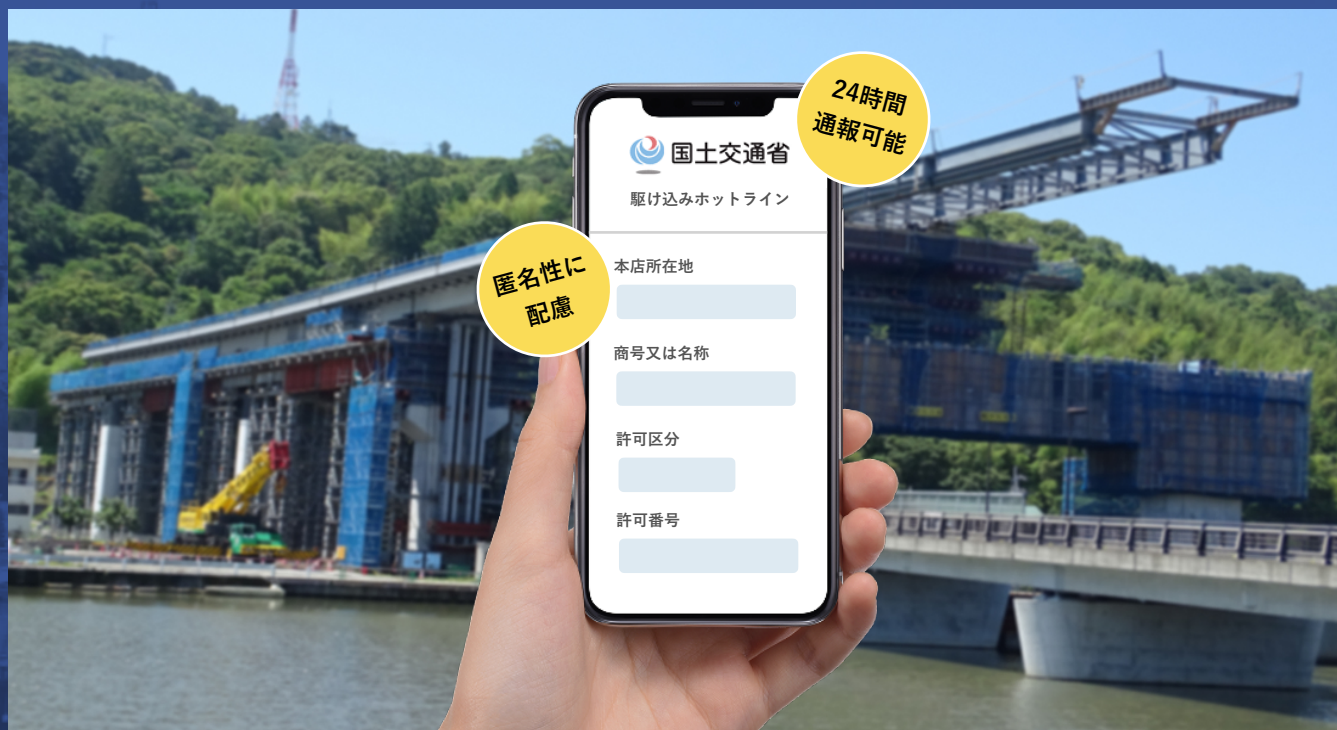 24時間
通報可能
国土交通省
駆け込みホットライン
匿名性に
配慮
本店所在地
商号又は名称
許可区分
許可番号